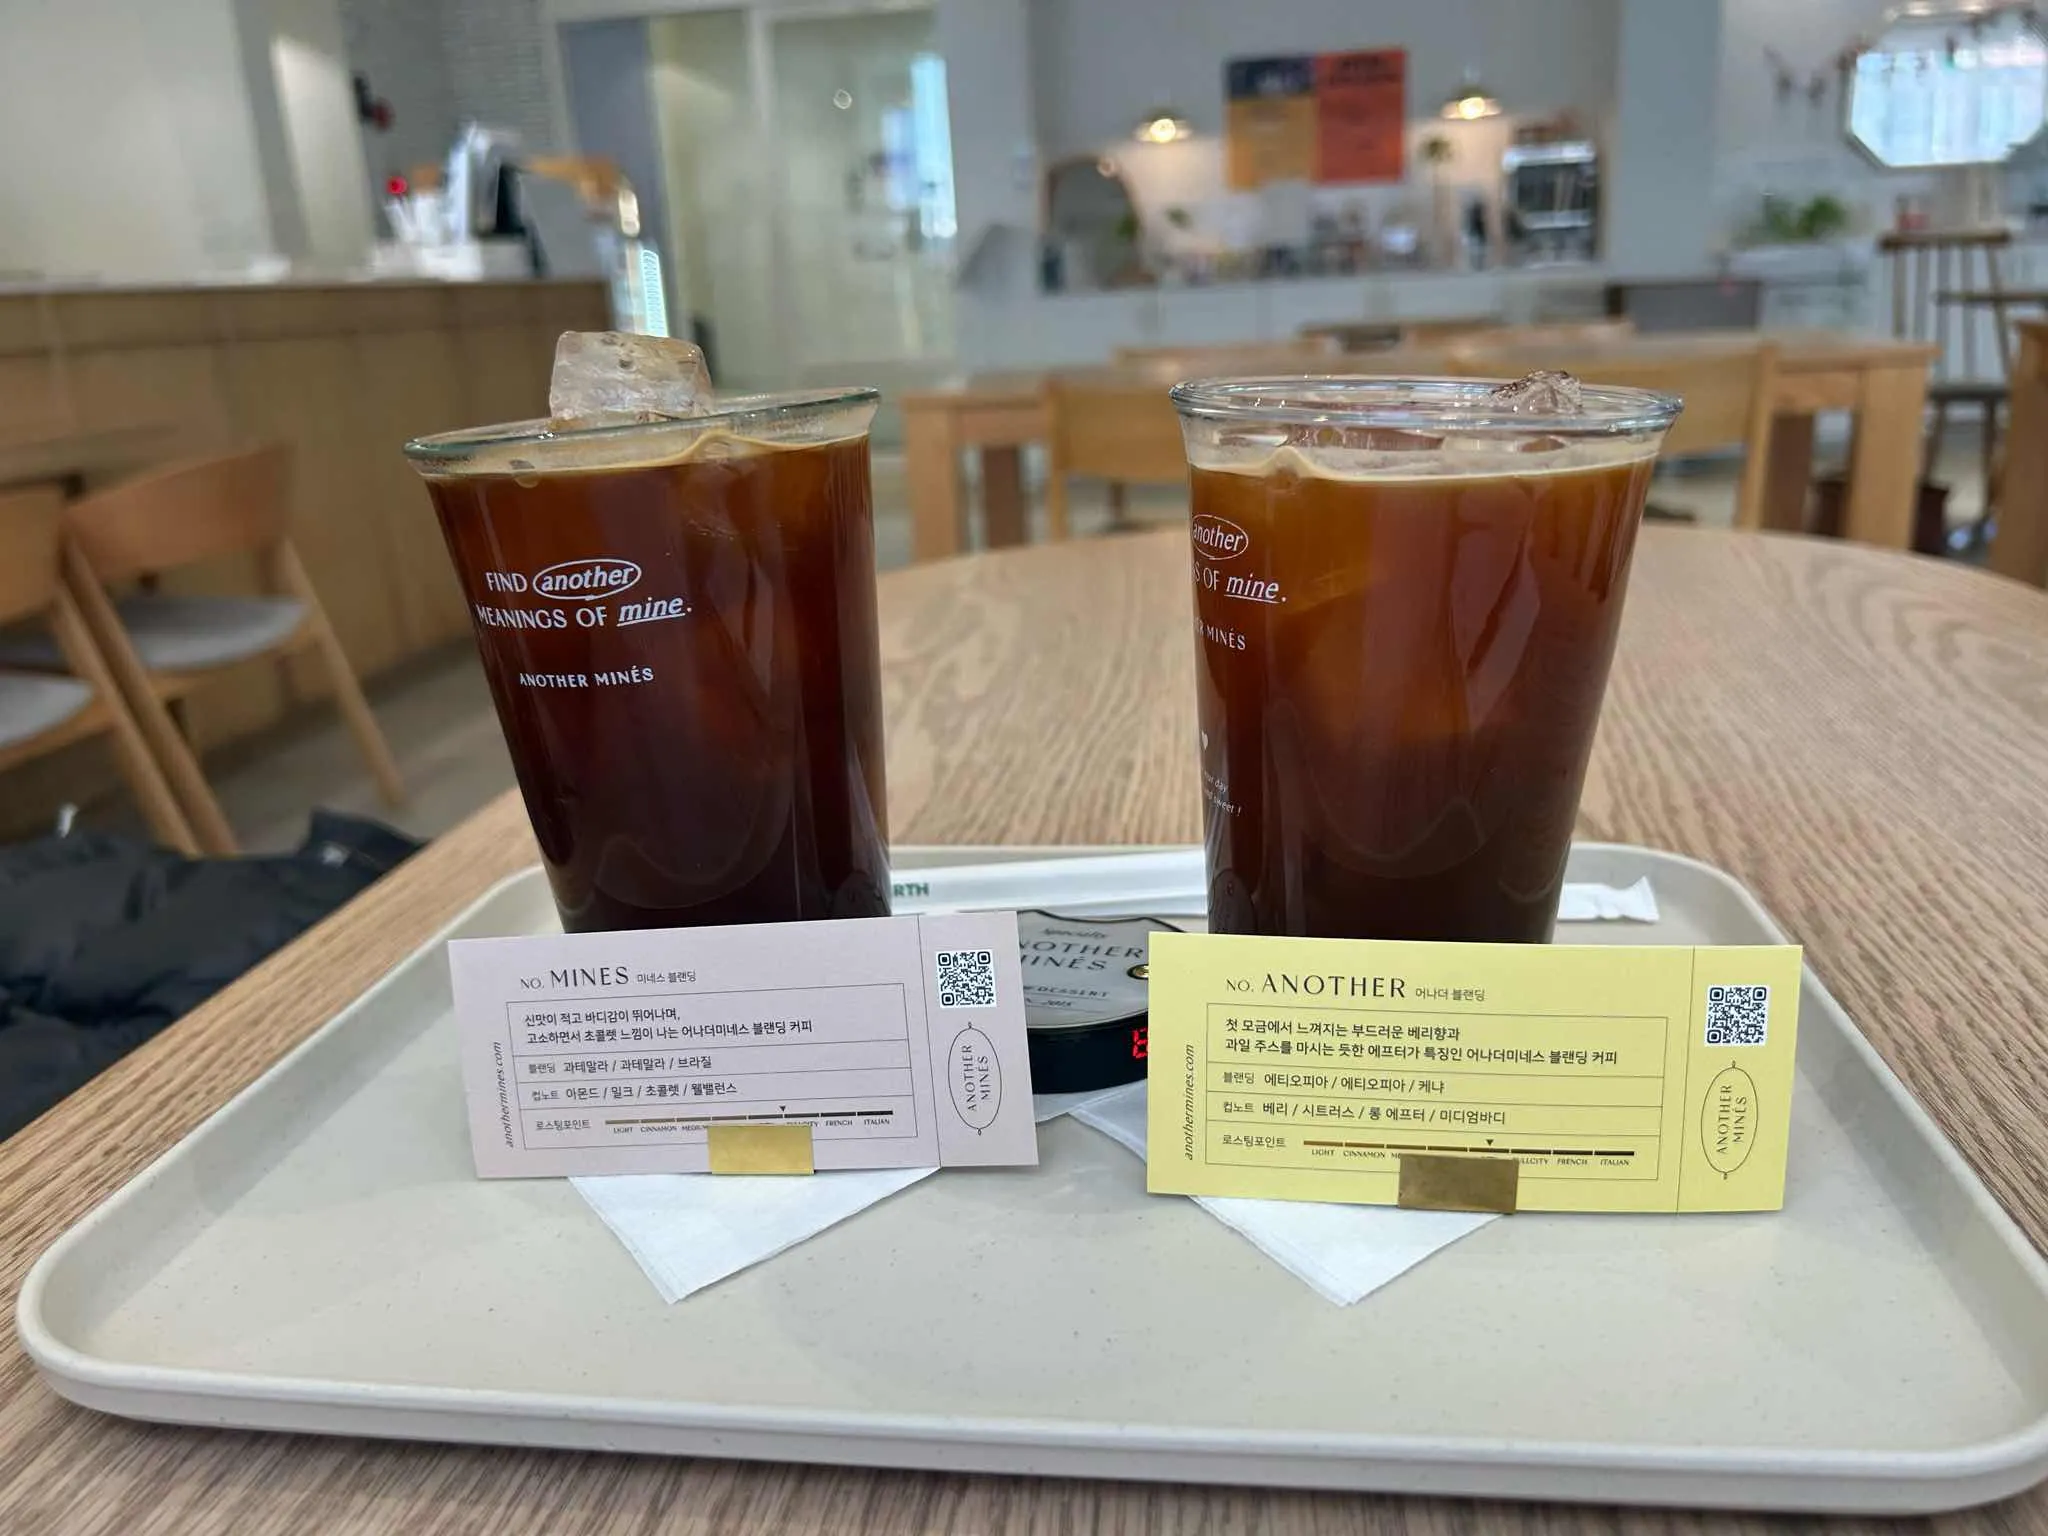 FIND another
MEANINGS OF mine.
ANOTHER MINÉS
another
OF mine.
MINÉS
day
sweet !
Specialty
ANOTHER
MINÉS
DESSERT
NO. MINES 미네스 블랜딩
신맛이 적고 바디감이 뛰어나며,
고소하면서 초콜렛 느낌이 나는 어나더미네스 블랜딩 커피
블랜딩 과테말라 / 과테말라 / 브라질
컵노트 아몬드 / 밀크 / 초콜렛 / 웰밸런스
로스팅포인트 LIGHT CINNAMON MEDIUM FRENCH ITALIAN
anothermines.com
ANOTHER
MINÉS
NO. ANOTHER 어나더 블랜딩
첫 모금에서 느껴지는 부드러운 베리향과
과일 주스를 마시는 듯한 에프터가 특징인 어나더미네스 블랜딩 커피
블랜딩 에티오피아 / 에티오피아 / 케냐
컵노트 베리 / 시트러스 / 롱 에프터 / 미디엄바디
로스팅포인트 LIGHT CINNAMON FRENCH ITALIAN
anothermines.com
ANOTHER
MINÉS